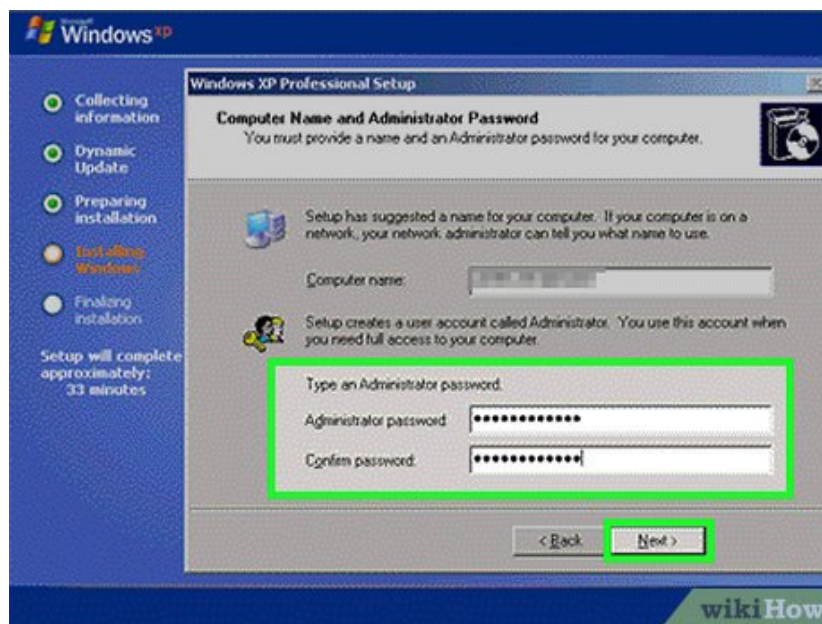 Microsoft
Windows xp
Collecting
information
Dynamic
Update
Preparing
installation
Installing
Windows
Finalizing
installation
Setup will complete
approximately:
33 minutes
Windows XP Professional Setup
Computer Name and Administrator Password
You must provide a name and an Administrator password for your computer.
Setup has suggested a name for your computer. If your computer is on a
network, your network administrator can tell you what name to use.
Computer name:
Setup creates a user account called Administrator. You use this account when
you need full access to your computer.
Type an Administrator password.
Administrator password:
••••••••••••
Confirm password:
••••••••••••
< Back
Next >
wikiHow